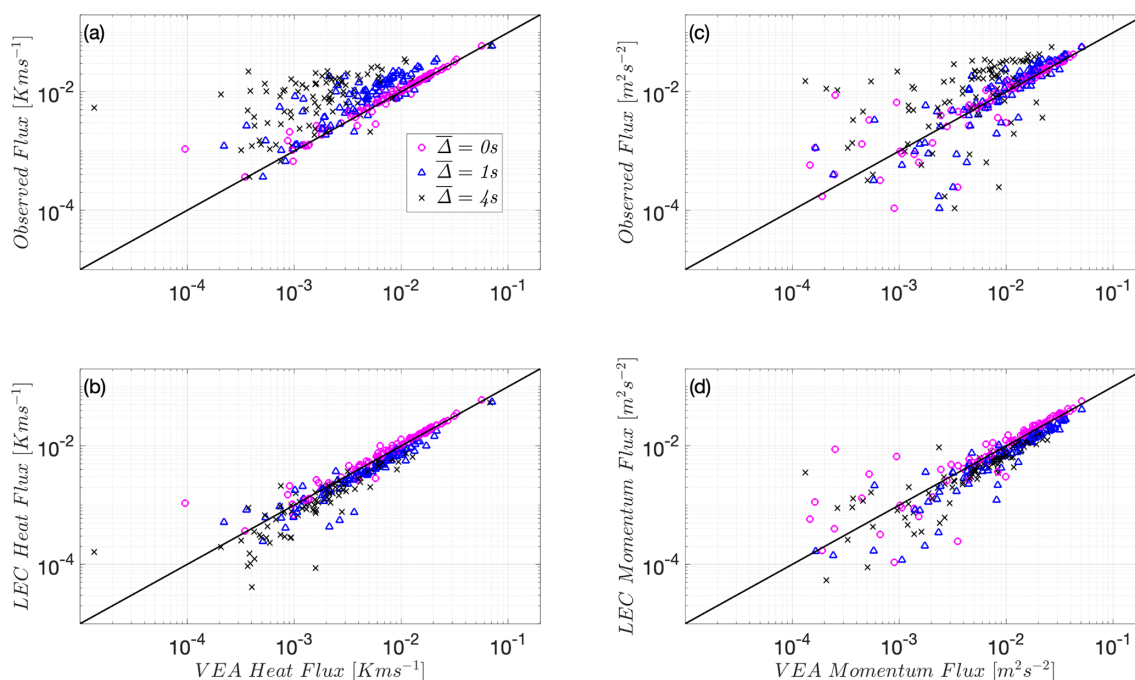 (a)
Observed Flux [Kms⁻¹]
10⁻²
10⁻⁴
10⁻⁴ 10⁻³ 10⁻² 10⁻¹
Δ̅ = 0s
Δ̅ = 1s
Δ̅ = 4s
(c)
Observed Flux [m²s⁻²]
10⁻²
10⁻⁴
10⁻⁴ 10⁻³ 10⁻² 10⁻¹
(b)
LEC Heat Flux [Kms⁻¹]
10⁻²
10⁻⁴
10⁻⁴ 10⁻³ 10⁻² 10⁻¹
VEA Heat Flux [Kms⁻¹]
(d)
LEC Momentum Flux [m²s⁻²]
10⁻²
10⁻⁴
10⁻⁴ 10⁻³ 10⁻² 10⁻¹
VEA Momentum Flux [m²s⁻²]